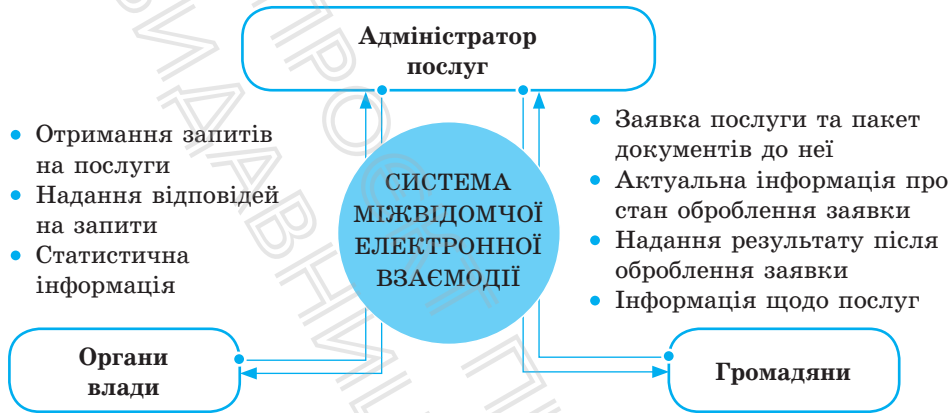 Адміністратор
послуг
• Отримання запитів
на послуги
• Надання відповідей
на запити
• Статистична
інформація
СИСТЕМА
МІЖВІДОМЧОЇ
ЕЛЕКТРОННОЇ
ВЗАЄМОДІЇ
• Заявка послуги та пакет
документів до неї
• Актуальна інформація про
стан оброблення заявки
• Надання результату після
оброблення заявки
• Інформація щодо послуг
Органи
влади
Громадяни